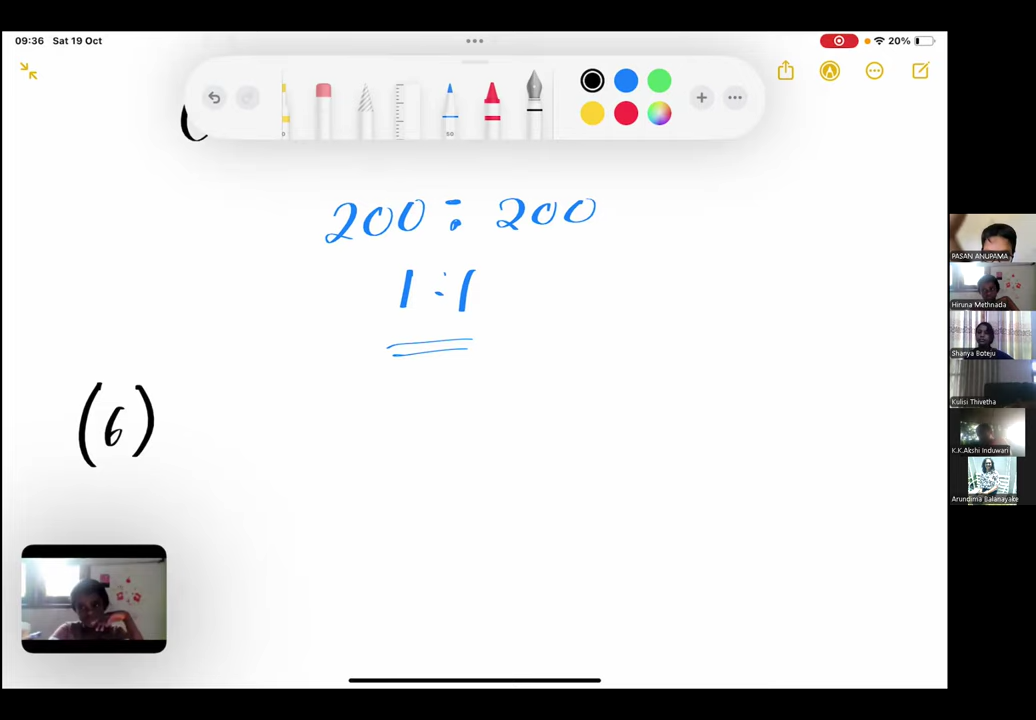 09:36 Sat 19 Oct
20%
50
200 : 200
1 : 1
(6)
PASAN ANUPAMA
Hiruna Methnada
Shanya Boteju
Kulisi Thivetha
K.K.Akshi Induwari
Arundima Balanayake